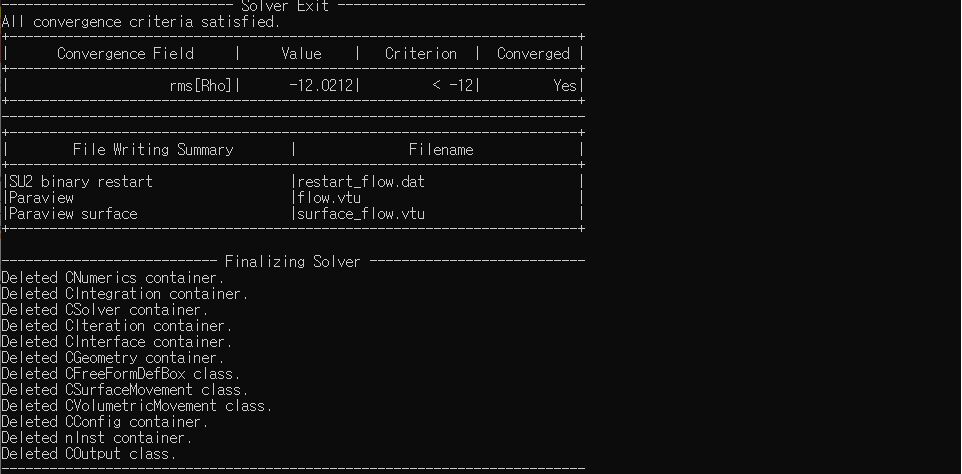 ---------------------------- Solver Exit -------------------------------
All convergence criteria satisfied.
+-----------------------------------------------------------------------+
|      Convergence Field     |     Value    |   Criterion  |  Converged |
+-----------------------------------------------------------------------+
|                    rms[Rho]|      -12.0212|         < -12|         Yes|
+-----------------------------------------------------------------------+
-------------------------------------------------------------------------
+-----------------------------------------------------------------------+
|        File Writing Summary       |              Filename             |
+-----------------------------------------------------------------------+
|SU2 binary restart                 |restart_flow.dat                   |
|Paraview                           |flow.vtu                           |
|Paraview surface                   |surface_flow.vtu                   |
+-----------------------------------------------------------------------+
--------------------------- Finalizing Solver ---------------------------
Deleted CNumerics container.
Deleted CIntegration container.
Deleted CSolver container.
Deleted CIteration container.
Deleted CInterface container.
Deleted CGeometry container.
Deleted CFreeFormDefBox class.
Deleted CSurfaceMovement class.
Deleted CVolumetricMovement class.
Deleted CConfig container.
Deleted nInst container.
Deleted COutput class.
-------------------------------------------------------------------------